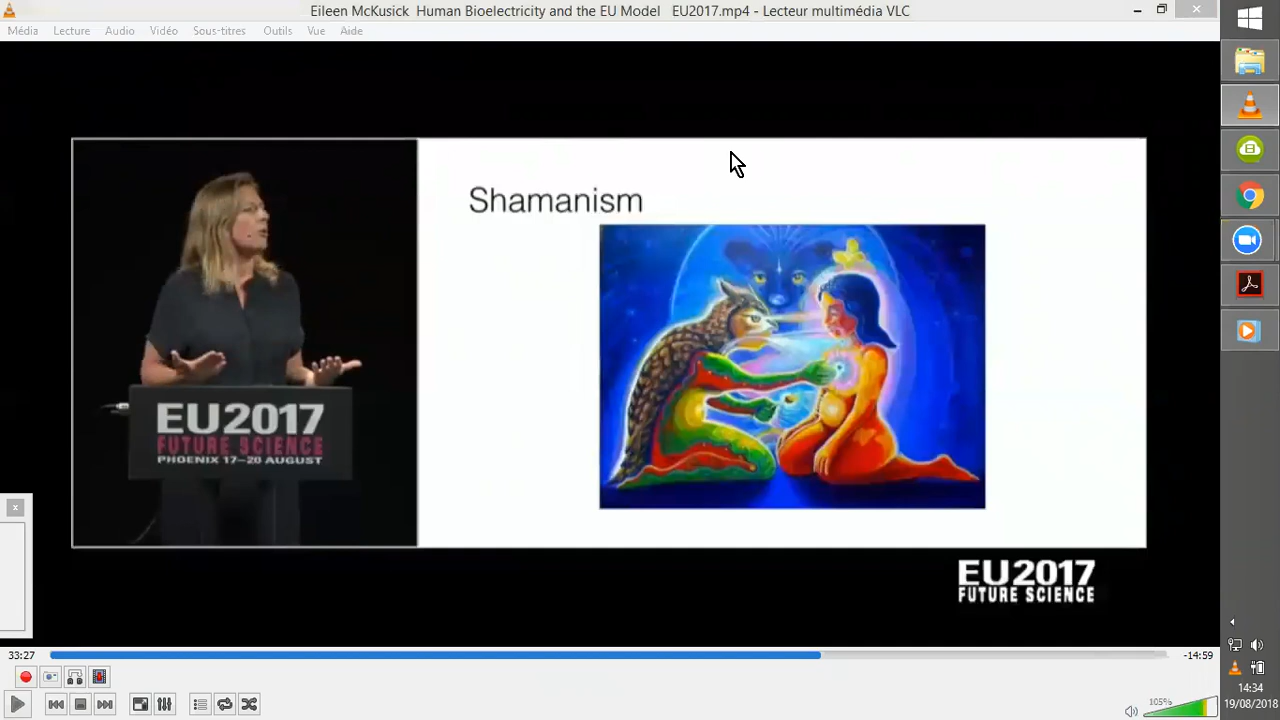 Eileen McKusick Human Bioelectricity and the EU Model EU2017.mp4 - Lecteur multimédia VLC
Média Lecture Audio Vidéo Sous-titres Outils Vue Aide
Shamanism
EU2017
FUTURE SCIENCE
PHOENIX 17–20 AUGUST
EU2017
FUTURE SCIENCE
33:27
-14:59
105%
14:34
19/08/2018